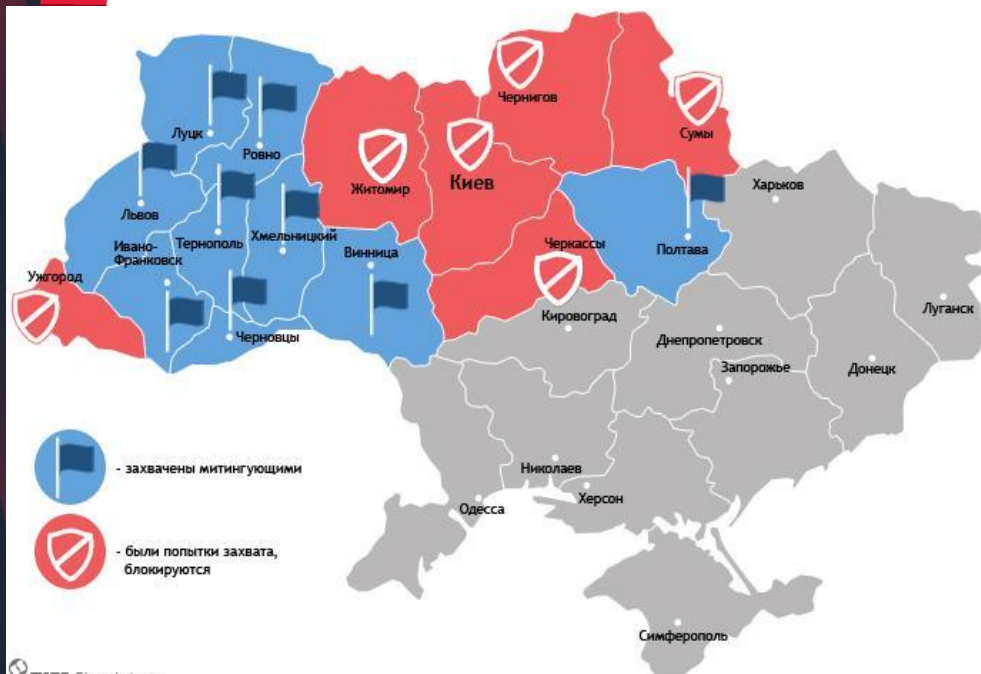 Чернигов
Сумы
Луцк
Ровно
Житомир
Киев
Харьков
Львов
Тернополь
Хмельницкий
Ивано-
Франковск
Винница
Черкассы
Полтава
Ужгород
Черновцы
Кировоград
Днепропетровск
Луганск
Запорожье
Донецк
- захвачены митингующими
Николаев
Херсон
Одесса
- были попытки захвата,
блокируются
Симферополь